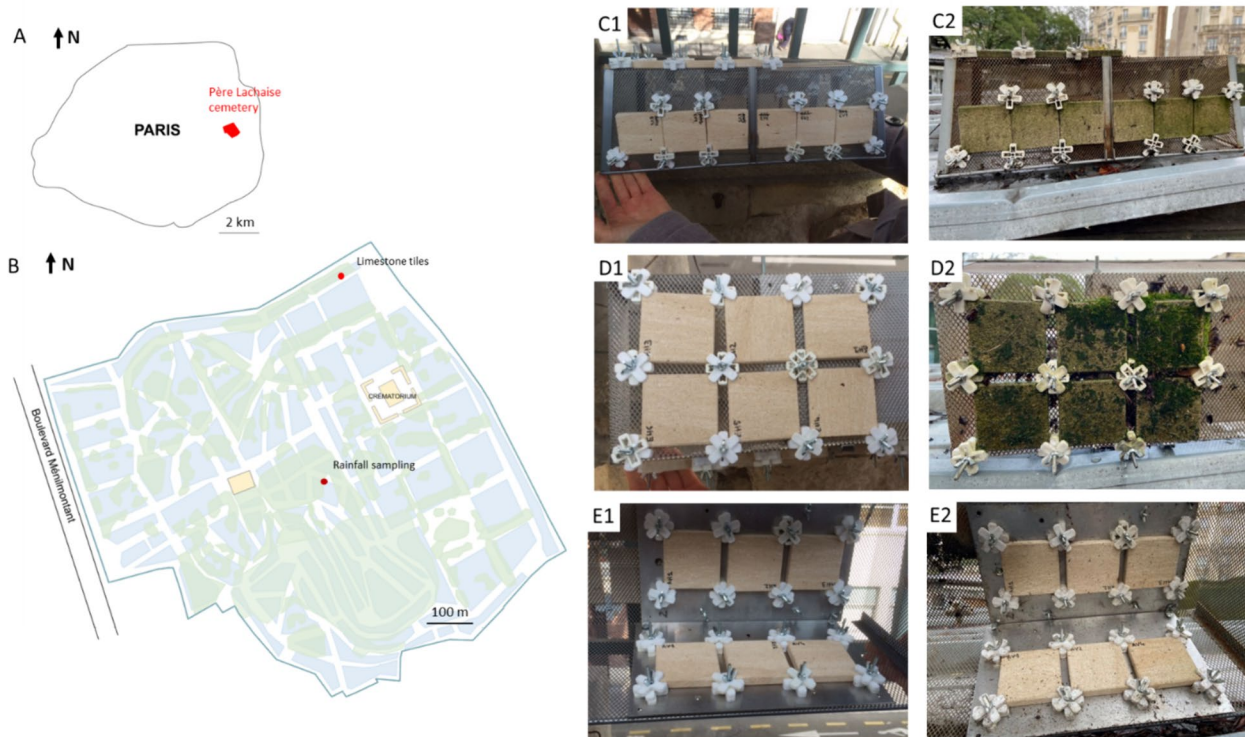 A
N
Père Lachaise
cemetery
PARIS
2 km
B
N
Limestone tiles
CREMATORIUM
Rainfall sampling
Boulevard Ménilmontant
100 m
C1
C2
D1
D2
E1
E2